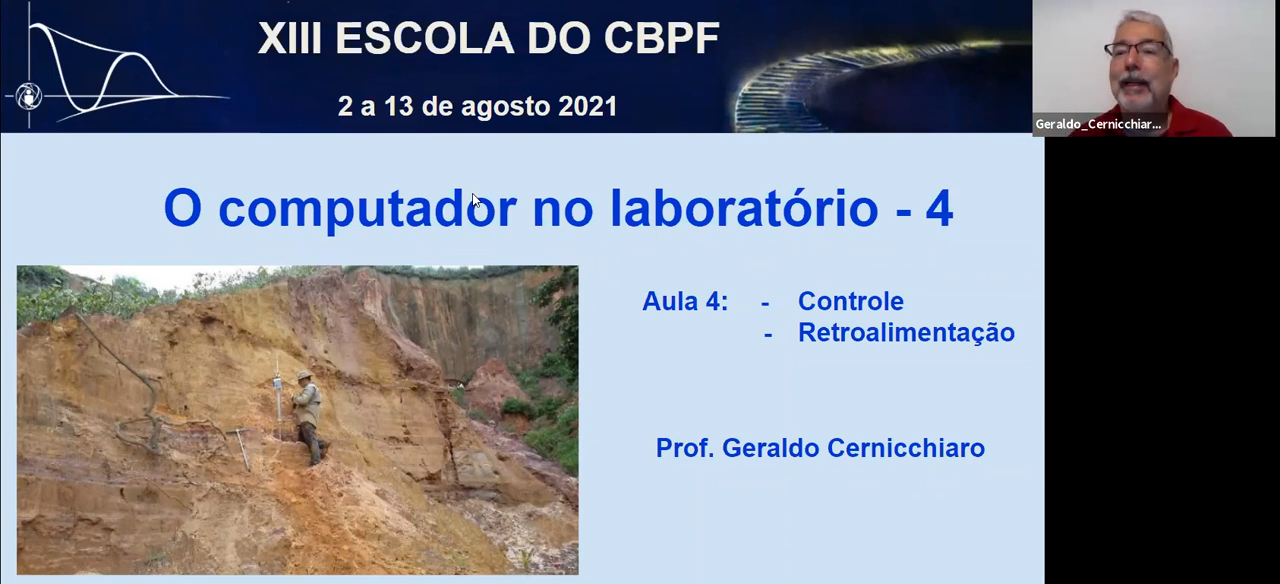 XIII ESCOLA DO CBPF
2 a 13 de agosto 2021
Geraldo_Cernicchiar...
O computador no laboratório - 4
Aula 4: - Controle
- Retroalimentação
Prof. Geraldo Cernicchiaro